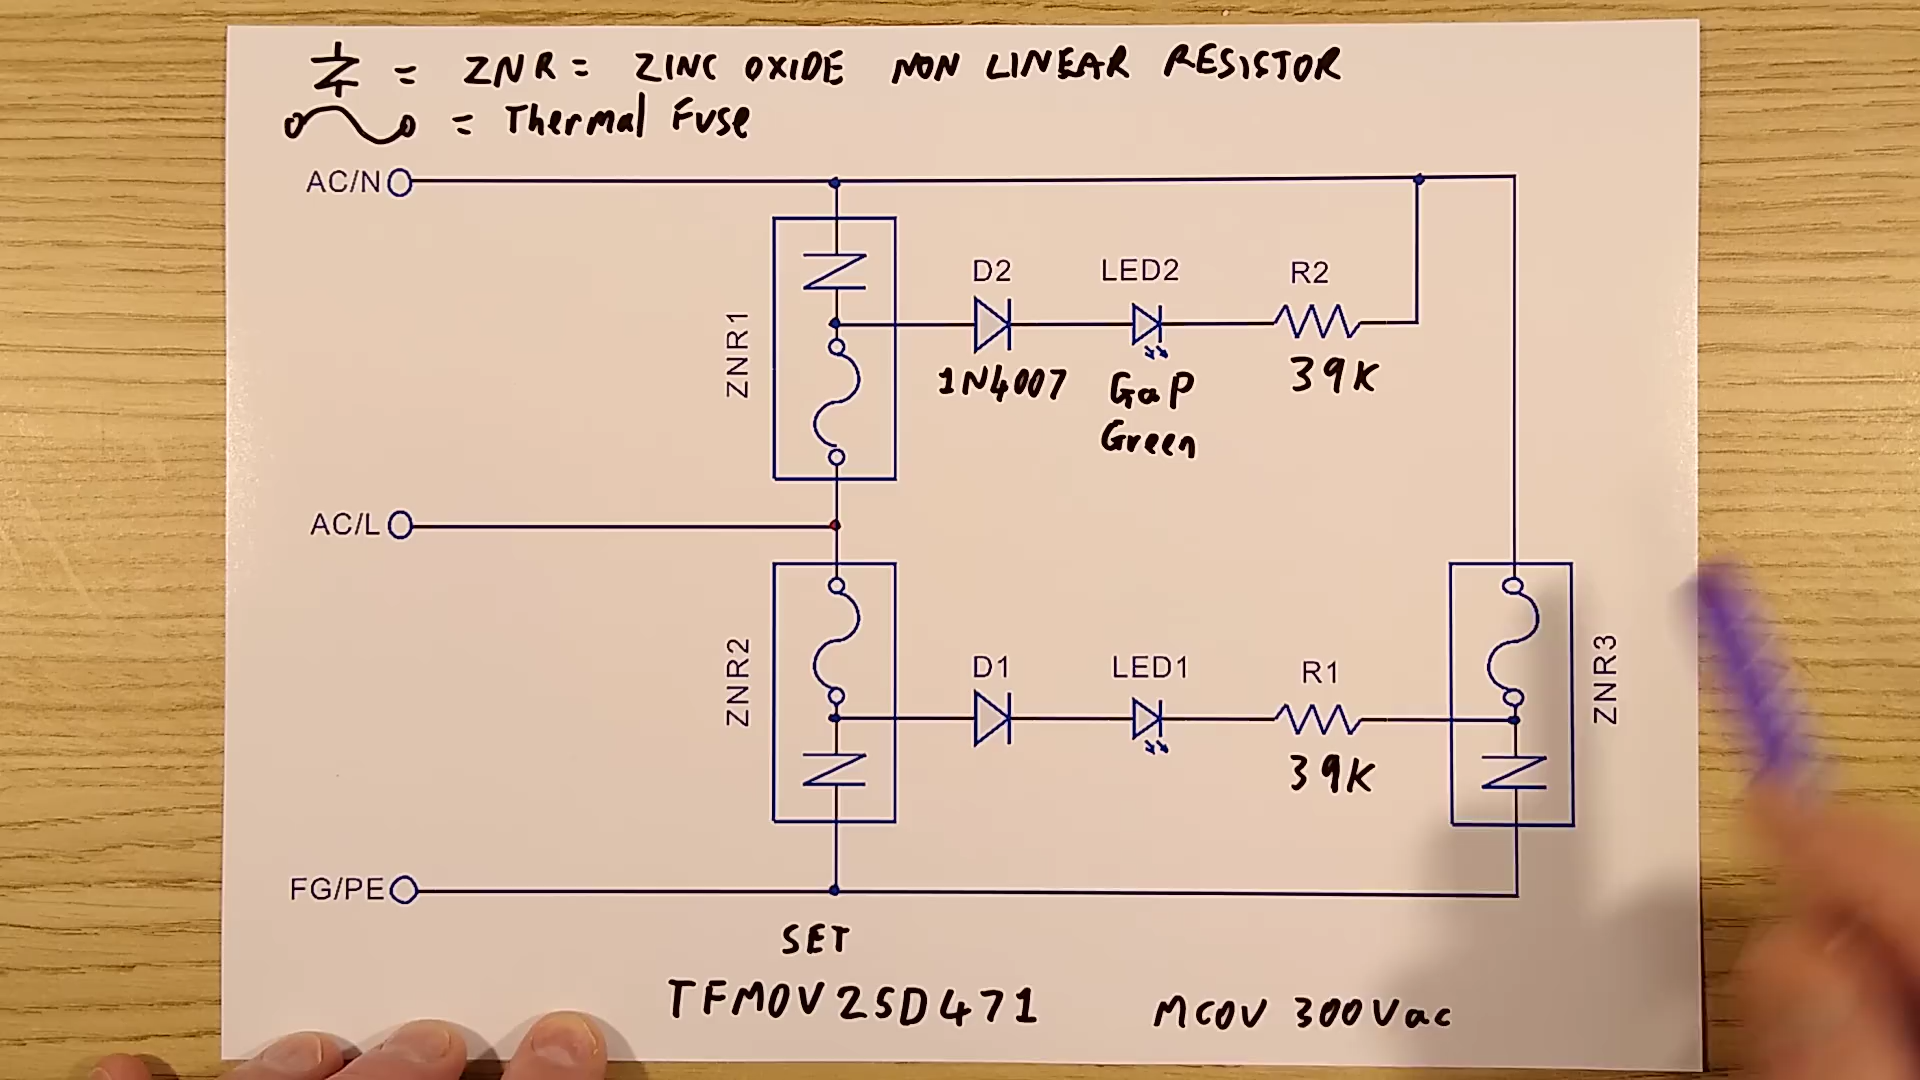 = ZNR = ZINC OXIDE NON LINEAR RESISTOR
= Thermal Fuse
AC/N
D2
LED2
R2
ZNR1
1N4007
GaP
Green
39K
AC/L
ZNR2
D1
LED1
R1
39K
ZNR3
FG/PE
SET
TFMOV25D471
MCOV 300Vac